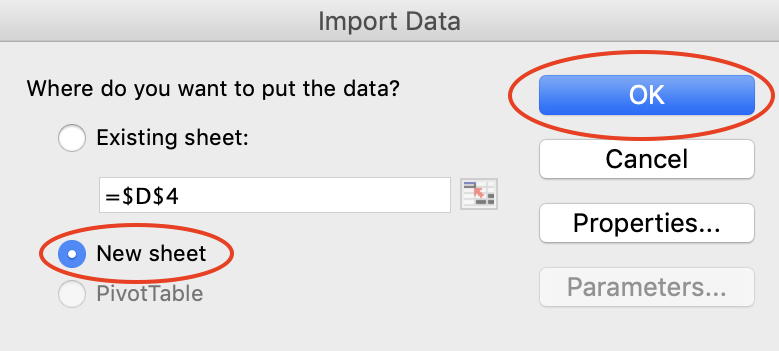 Import Data
Where do you want to put the data?
Existing sheet:
=$D$4
New sheet
PivotTable
OK
Cancel
Properties...
Parameters...